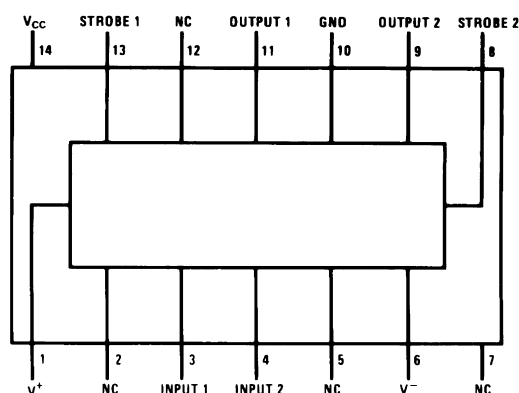 V_CC STROBE 1 NC OUTPUT 1 GND OUTPUT 2 STROBE 2
14 13 12 11 10 9 8
1 2 3 4 5 6 7
V⁺ NC INPUT 1 INPUT 2 NC V⁻ NC